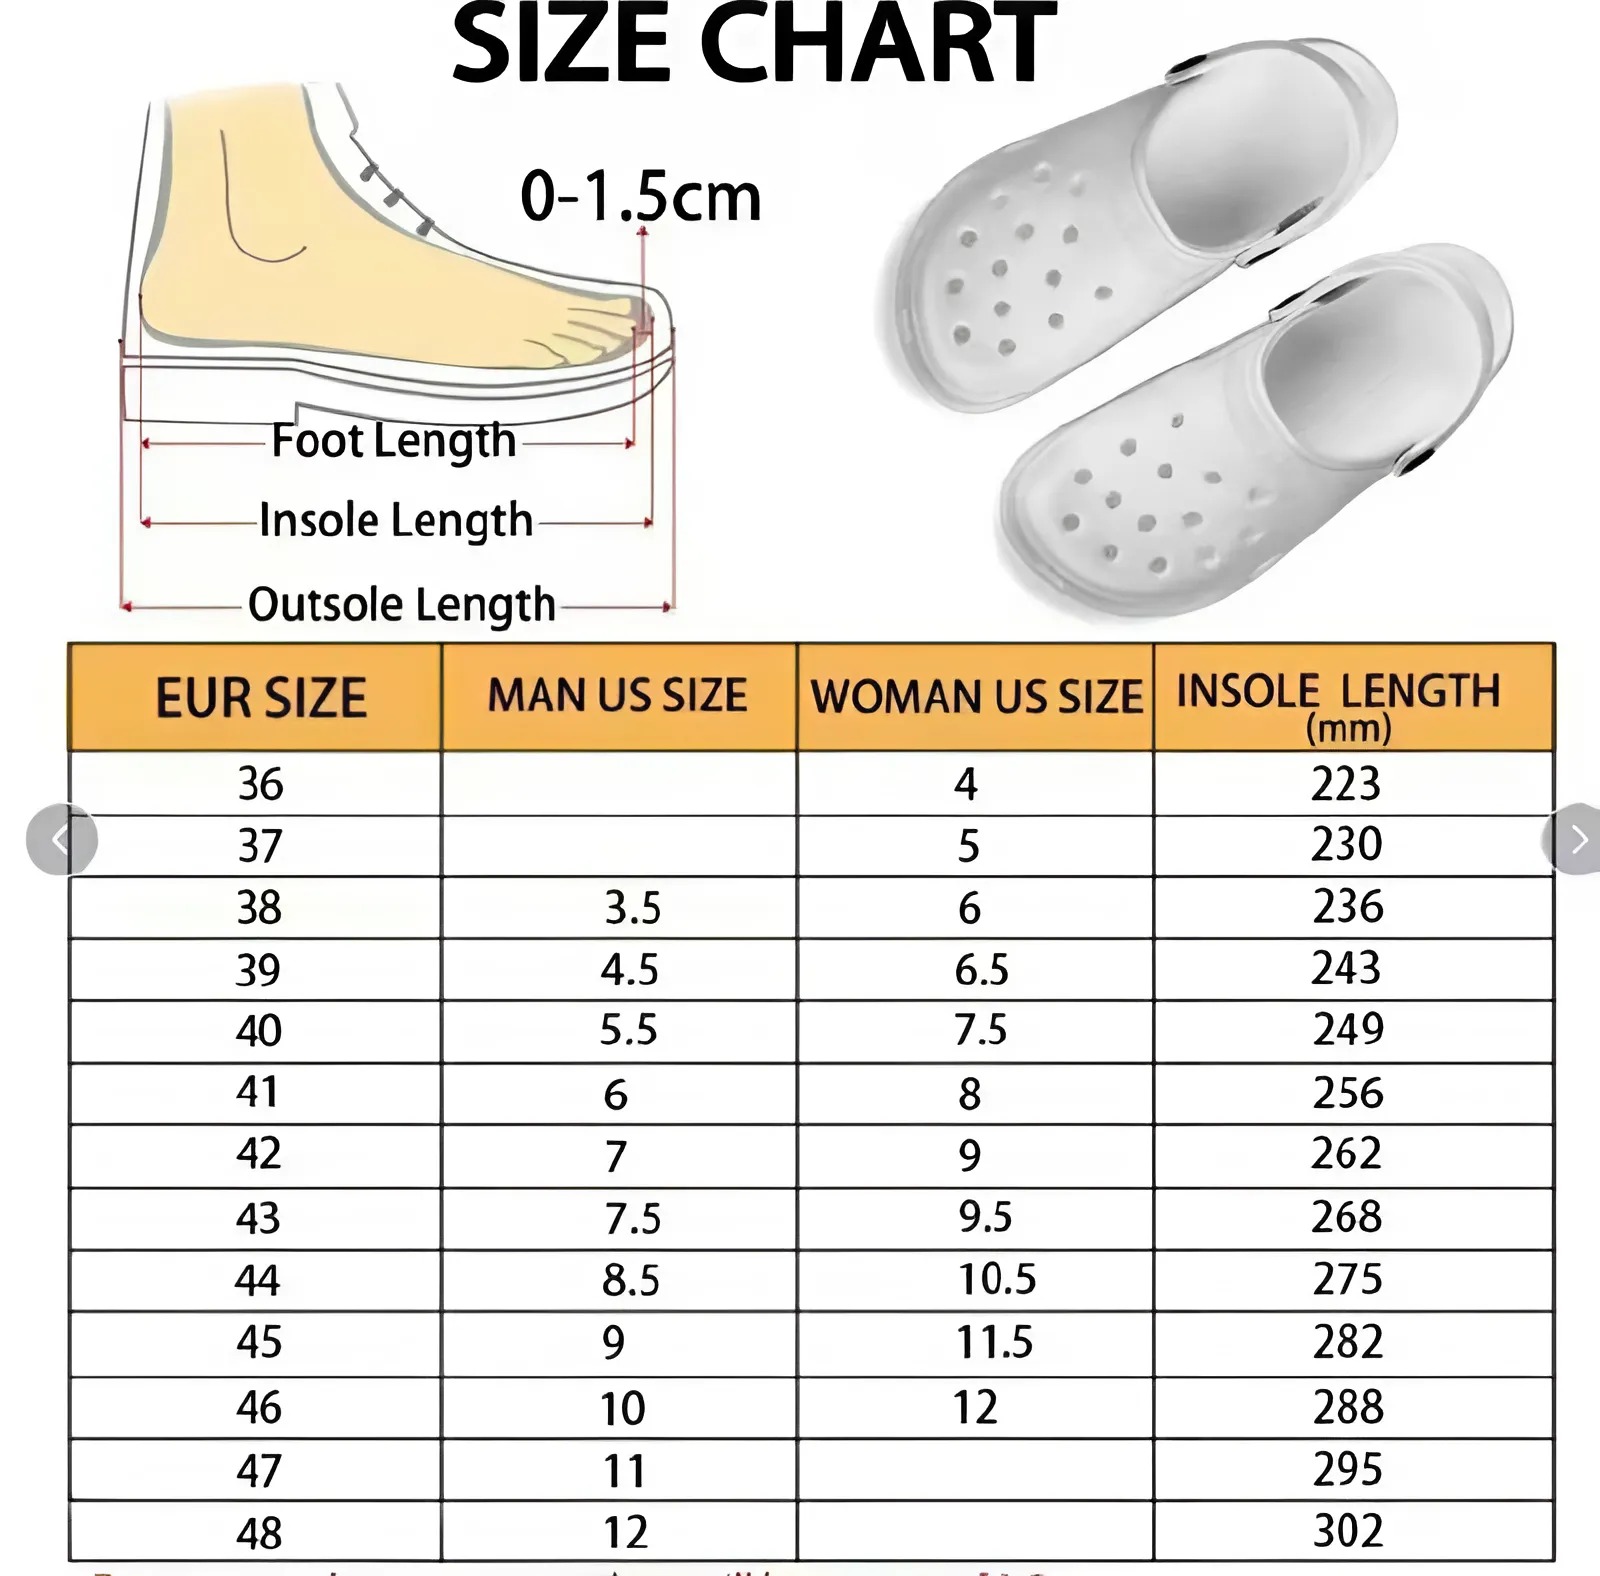 SIZE CHART
0-1.5cm
Foot Length
Insole Length
Outsole Length
EUR SIZE MAN US SIZE WOMAN US SIZE INSOLE LENGTH
(mm)
36 4 223
37 5 230
38 3.5 6 236
39 4.5 6.5 243
40 5.5 7.5 249
41 6 8 256
42 7 9 262
43 7.5 9.5 268
44 8.5 10.5 275
45 9 11.5 282
46 10 12 288
47 11 295
48 12 302